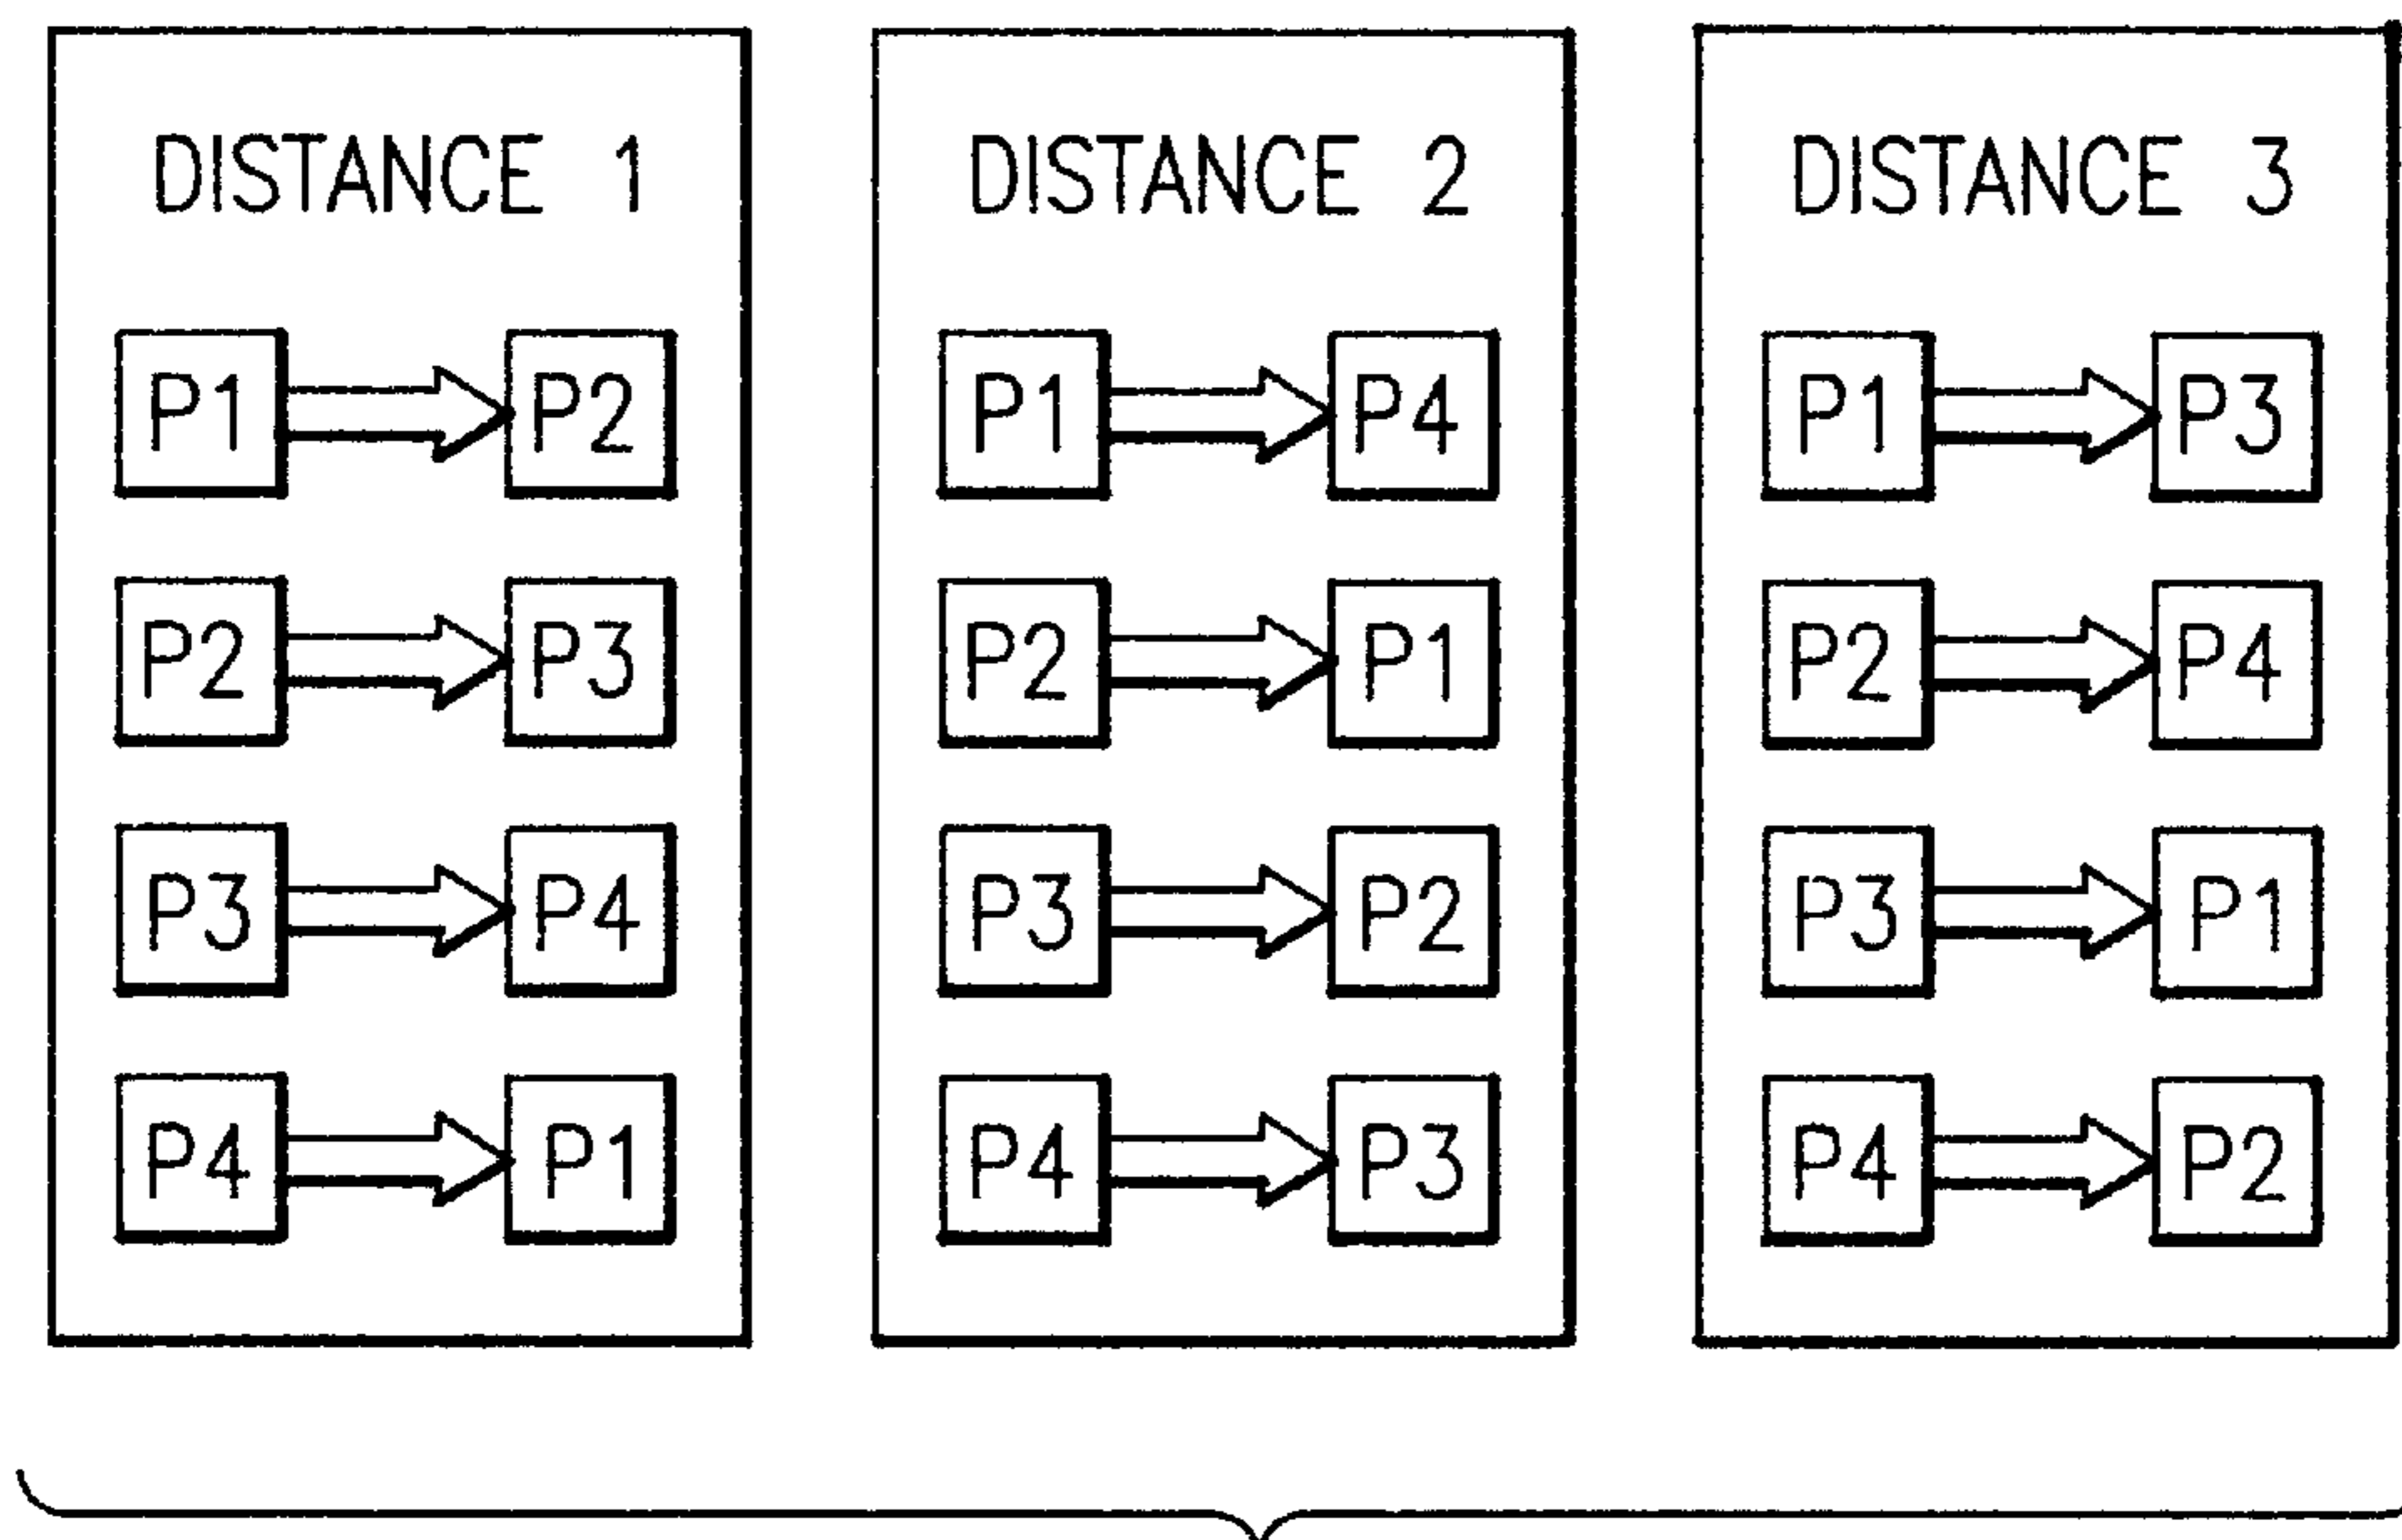 DISTANCE 1
P1 P2
P2 P3
P3 P4
P4 P1
DISTANCE 2
P1 P4
P2 P1
P3 P2
P4 P3
DISTANCE 3
P1 P3
P2 P4
P3 P1
P4 P2